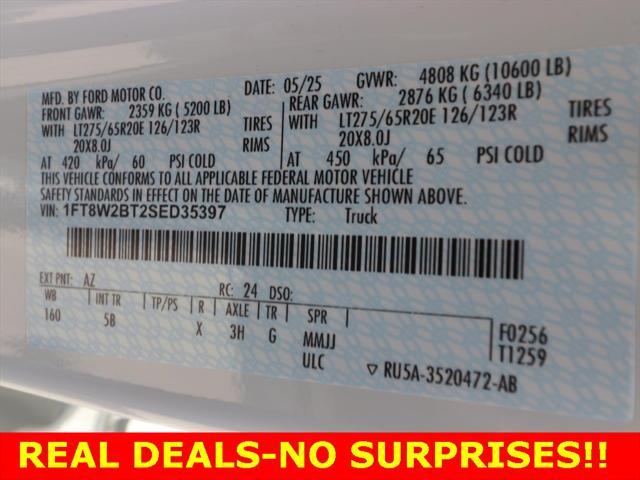 MFD. BY FORD MOTOR CO. DATE: 05/25 GVWR: 4808 KG (10600 LB)
FRONT GAWR: 2359 KG ( 5200 LB) REAR GAWR: 2876 KG ( 6340 LB)
WITH LT275/65R20E 126/123R TIRES WITH LT275/65R20E 126/123R TIRES
20X8.0J RIMS 20X8.0J RIMS
AT 420 kPa/ 60 PSI COLD AT 450 kPa/ 65 PSI COLD
THIS VEHICLE CONFORMS TO ALL APPLICABLE FEDERAL MOTOR VEHICLE
SAFETY STANDARDS IN EFFECT ON THE DATE OF MANUFACTURE SHOWN ABOVE.
VIN: 1FT8W2BT2SED35397 TYPE: Truck
EXT PNT: AZ RC: 24 DSO:
WB INT TR TP/PS R AXLE TR SPR
160 5B X 3H G MMJJ
ULC
F0256
T1259
▽ RU5A-3520472-AB
REAL DEALS-NO SURPRISES!!